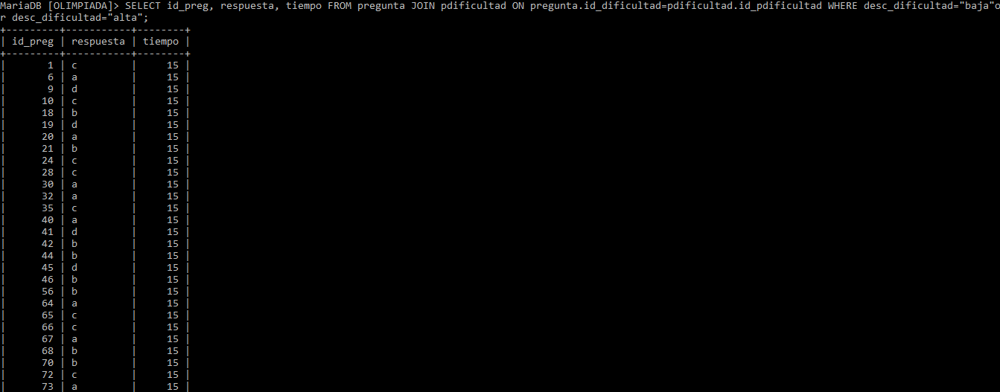 MariaDB [OLIMPIADA]> SELECT id_preg, respuesta, tiempo FROM pregunta JOIN pdificultad ON pregunta.id_dificultad=pdificultad.id_pdificultad WHERE desc_dificultad="baja"o
r desc_dificultad="alta";
+---------+-----------+--------+
| id_preg | respuesta | tiempo |
+---------+-----------+--------+
|       1 | c         |     15 |
|       6 | a         |     15 |
|       9 | d         |     15 |
|      10 | c         |     15 |
|      18 | b         |     15 |
|      19 | d         |     15 |
|      20 | a         |     15 |
|      21 | b         |     15 |
|      24 | c         |     15 |
|      28 | c         |     15 |
|      30 | a         |     15 |
|      32 | a         |     15 |
|      35 | c         |     15 |
|      40 | a         |     15 |
|      41 | d         |     15 |
|      42 | b         |     15 |
|      44 | b         |     15 |
|      45 | d         |     15 |
|      46 | b         |     15 |
|      56 | b         |     15 |
|      64 | a         |     15 |
|      65 | c         |     15 |
|      66 | c         |     15 |
|      67 | a         |     15 |
|      68 | b         |     15 |
|      70 | b         |     15 |
|      72 | c         |     15 |
|      73 | a         |     15 |